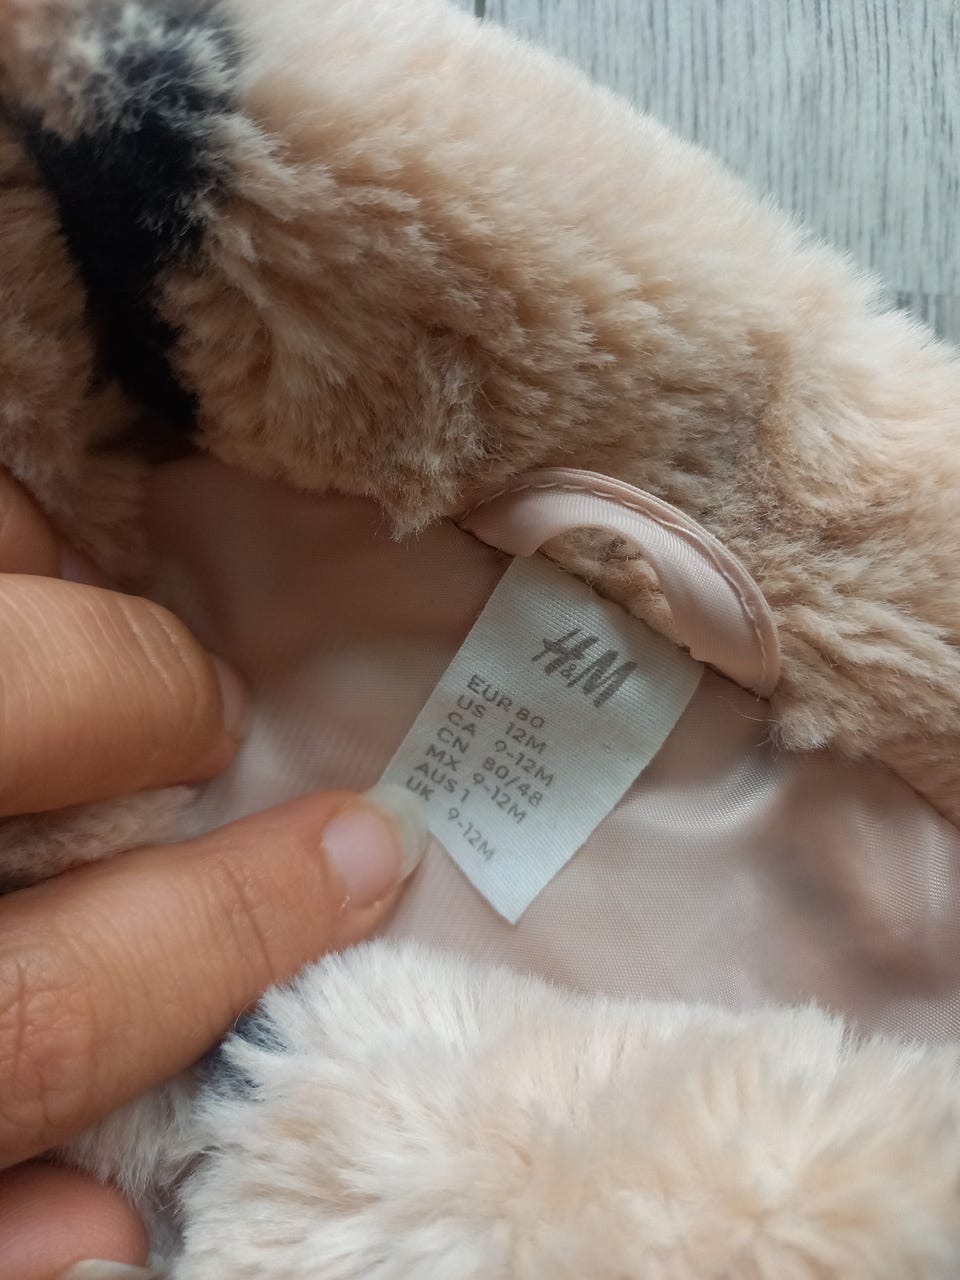 H&M
EUR 80
US 12M
CA 9-12M
CN 80/48
MX 9-12M
AUS 1
UK 9-12M